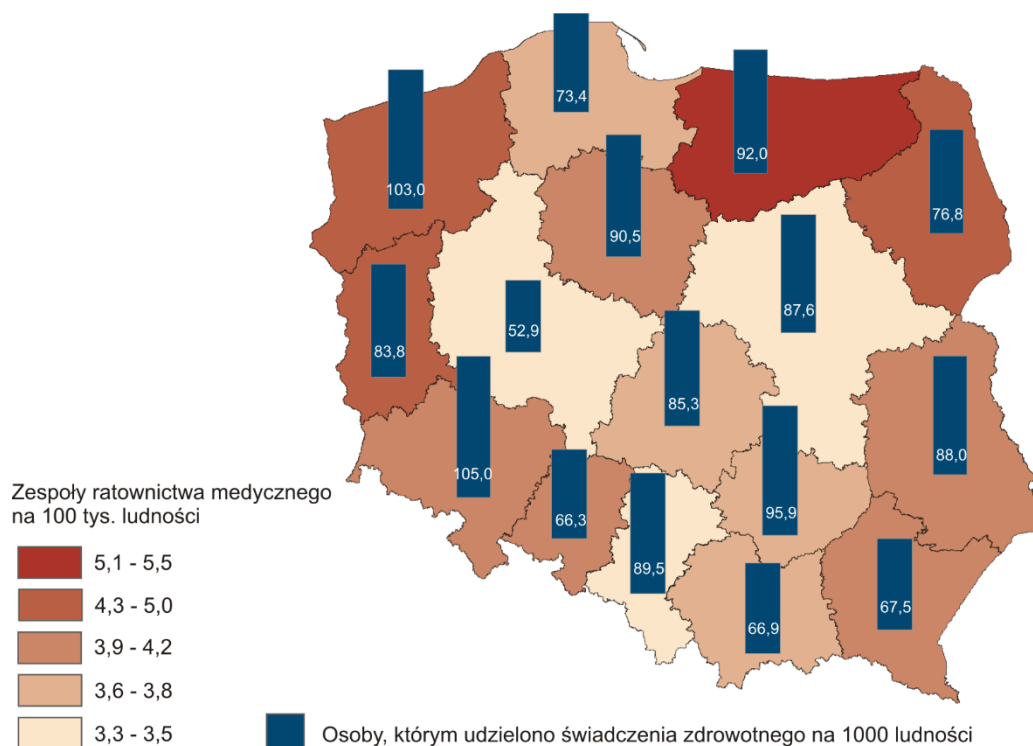 73,4
92,0
103,0
76,8
90,5
87,6
52,9
83,8
85,3
88,0
105,0
66,3
95,9
89,5
67,5
66,9
Zespoły ratownictwa medycznego
na 100 tys. ludności
5,1 - 5,5
4,3 - 5,0
3,9 - 4,2
3,6 - 3,8
3,3 - 3,5
Osoby, którym udzielono świadczenia zdrowotnego na 1000 ludności